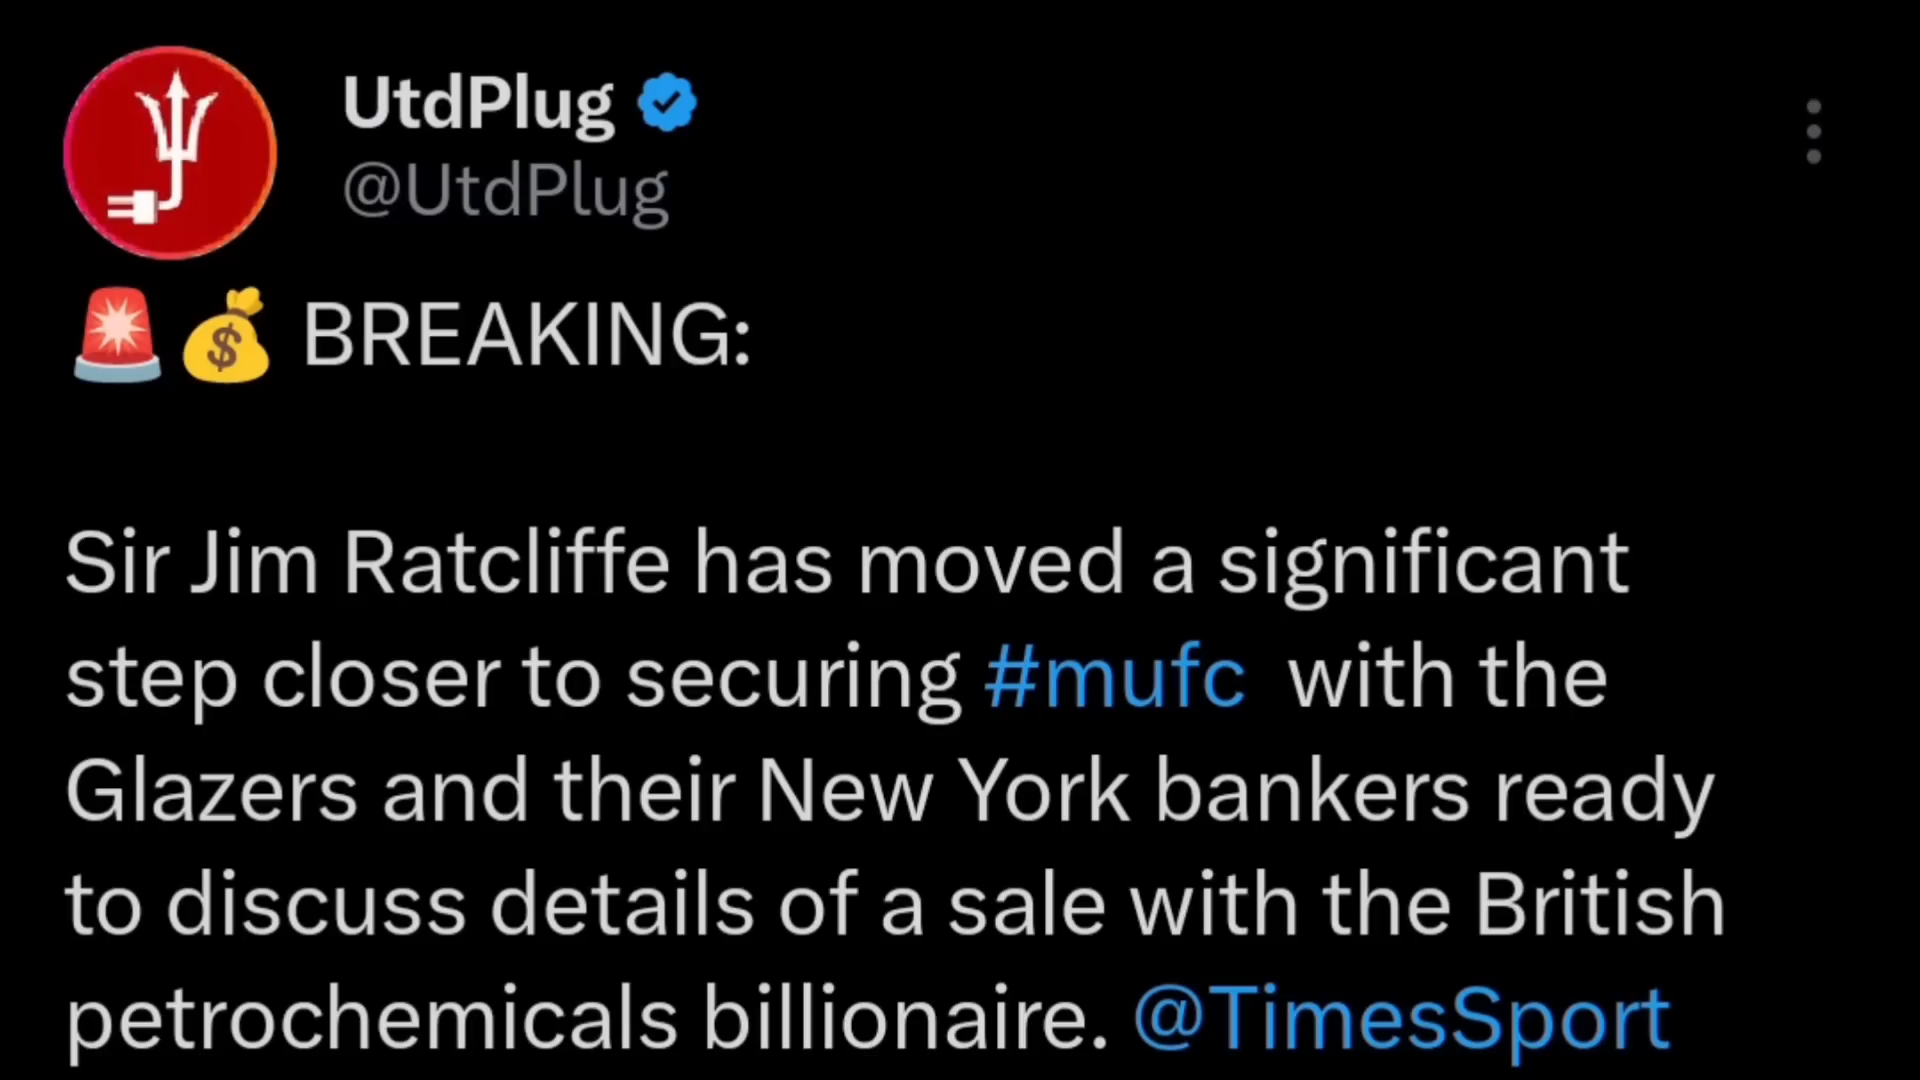 UtdPlug
@UtdPlug
🚨💰 BREAKING:
Sir Jim Ratcliffe has moved a significant
step closer to securing #mufc with the
Glazers and their New York bankers ready
to discuss details of a sale with the British
petrochemicals billionaire. @TimesSport